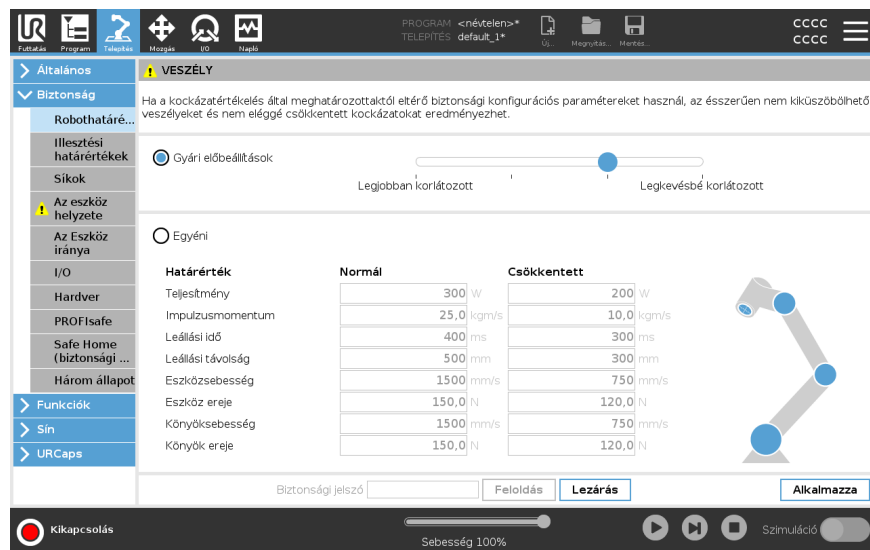 PROGRAM <névtelen>*
TELEPÍTÉS default_1*
Futtatás Program Telepítés Mozgás I/O Napló Új... Megnyitás... Mentés...
cccc
cccc
Általános
Biztonság
Robothatáré...
Illesztési
határértékek
Síkok
Az eszköz
helyzete
Az Eszköz
iránya
I/O
Hardver
PROFIsafe
Safe Home
(biztonsági ...
Három állapot
Funkciók
Sín
URCaps
VESZÉLY
Ha a kockázatértékelés által meghatározottaktól eltérő biztonsági konfigurációs paramétereket használ, az ésszerűen nem kiküszöbölhető
veszélyeket és nem eléggé csökkentett kockázatokat eredményezhet.
Gyári előbeállítások
Legjobban korlátozott Legkevésbé korlátozott
Egyéni
Határérték Normál Csökkentett
Teljesítmény 300 W 200 W
Impulzusmomentum 25,0 kgm/s 10,0 kgm/s
Leállási idő 400 ms 300 ms
Leállási távolság 500 mm 300 mm
Eszközsebesség 1500 mm/s 750 mm/s
Eszköz ereje 150,0 N 120,0 N
Könyöksebesség 1500 mm/s 750 mm/s
Könyök ereje 150,0 N 120,0 N
Biztonsági jelszó Feloldás Lezárás Alkalmazza
Kikapcsolás Sebesség 100% Szimuláció